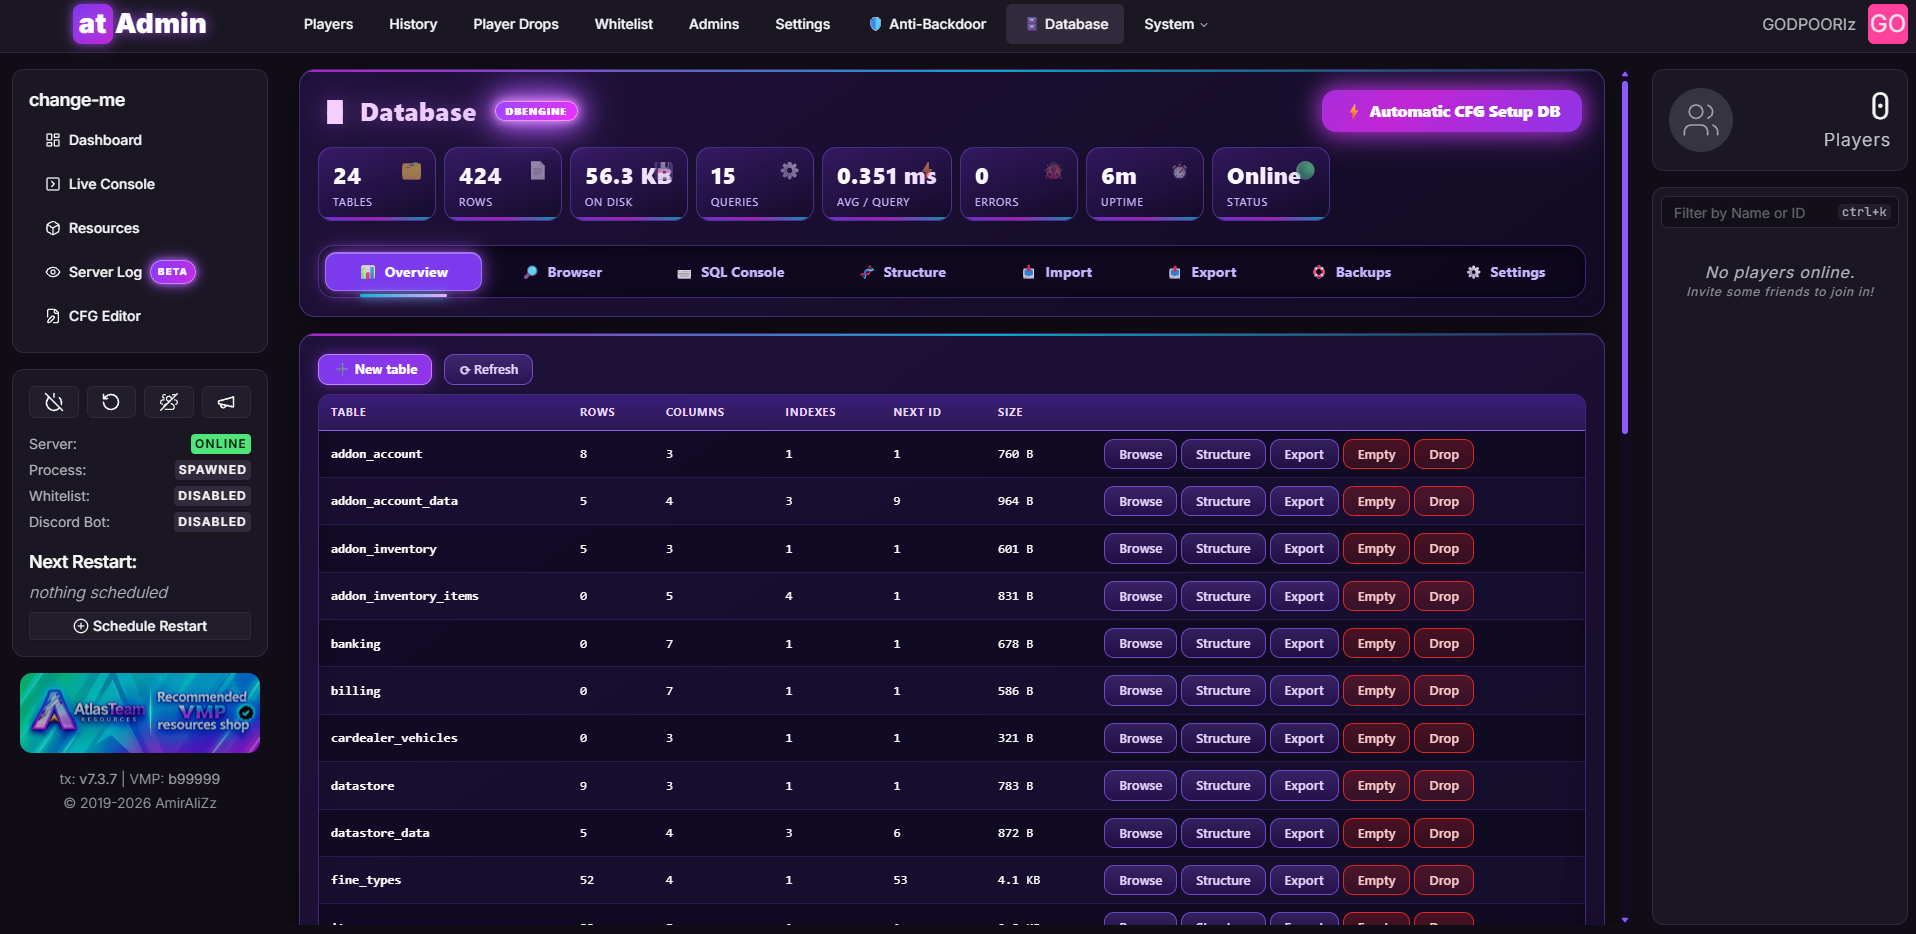 at Admin
Players History Player Drops Whitelist Admins Settings Anti-Backdoor Database System
GODPOORIz GO
change-me
Dashboard
Live Console
Resources
Server Log BETA
CFG Editor
Server: ONLINE
Process: SPAWNED
Whitelist: DISABLED
Discord Bot: DISABLED
Next Restart:
nothing scheduled
Schedule Restart
AtlasTeam
RESOURCES
Recommended
VMP
resources shop
tx: v7.3.7 | VMP: b99999
© 2019-2026 AmirAliZz
Database DBENGINE
Automatic CFG Setup DB
24 TABLES
424 ROWS
56.3 KB ON DISK
15 QUERIES
0.351 ms AVG / QUERY
0 ERRORS
6m UPTIME
Online STATUS
Overview Browser SQL Console Structure Import Export Backups Settings
New table Refresh
TABLE ROWS COLUMNS INDEXES NEXT ID SIZE
addon_account 8 3 1 1 760 B Browse Structure Export Empty Drop
addon_account_data 5 4 3 9 964 B Browse Structure Export Empty Drop
addon_inventory 5 3 1 1 601 B Browse Structure Export Empty Drop
addon_inventory_items 0 5 4 1 831 B Browse Structure Export Empty Drop
banking 0 7 1 1 678 B Browse Structure Export Empty Drop
billing 0 7 1 1 586 B Browse Structure Export Empty Drop
cardealer_vehicles 0 3 1 1 321 B Browse Structure Export Empty Drop
datastore 9 3 1 1 783 B Browse Structure Export Empty Drop
datastore_data 5 4 3 6 872 B Browse Structure Export Empty Drop
fine_types 52 4 1 53 4.1 KB Browse Structure Export Empty Drop
0
Players
Filter by Name or ID ctrl+k
No players online.
Invite some friends to join in!